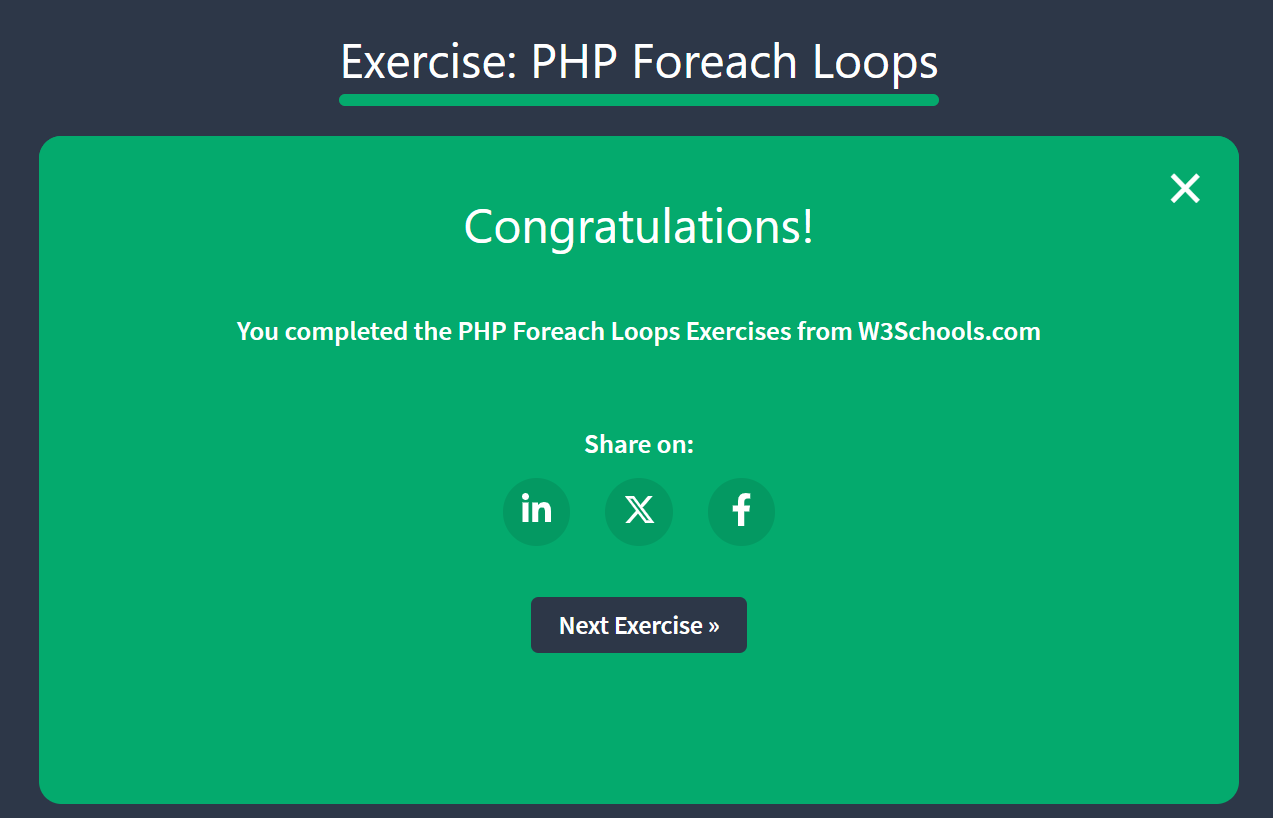 Exercise: PHP Foreach Loops
Congratulations!
You completed the PHP Foreach Loops Exercises from W3Schools.com
Share on:
Next Exercise »